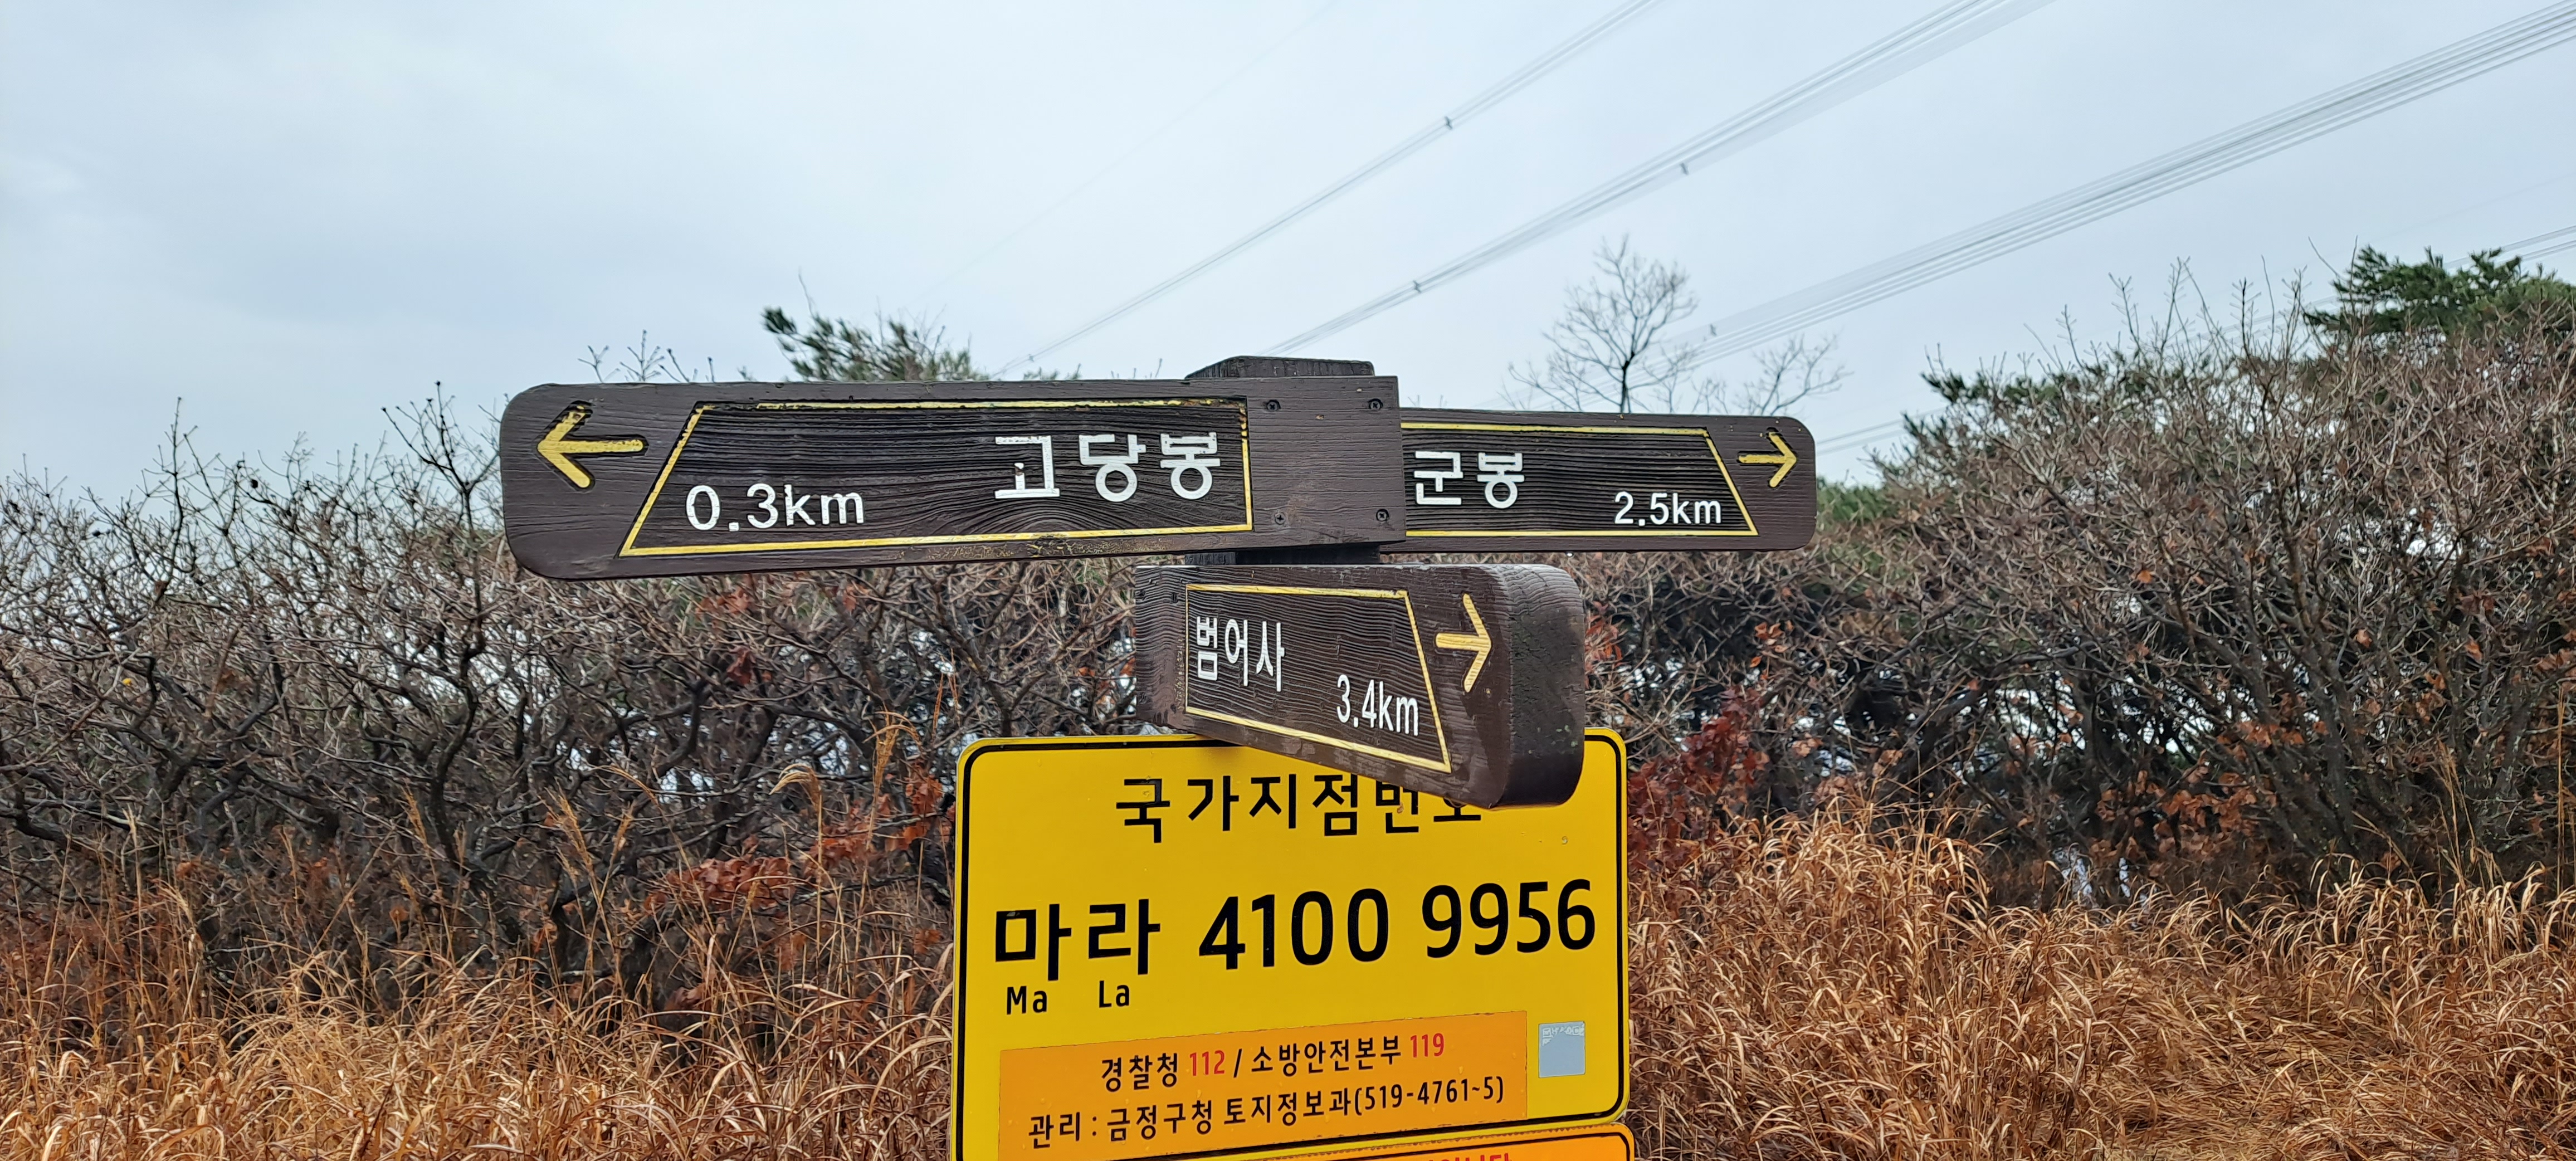 고당봉
0.3km
군봉
2.5km
범어사
3.4km
국가지점번호
마라 4100 9956
Ma La
경찰청 112 / 소방안전본부 119
관리 : 금정구청 토지정보과(519-4761~5)